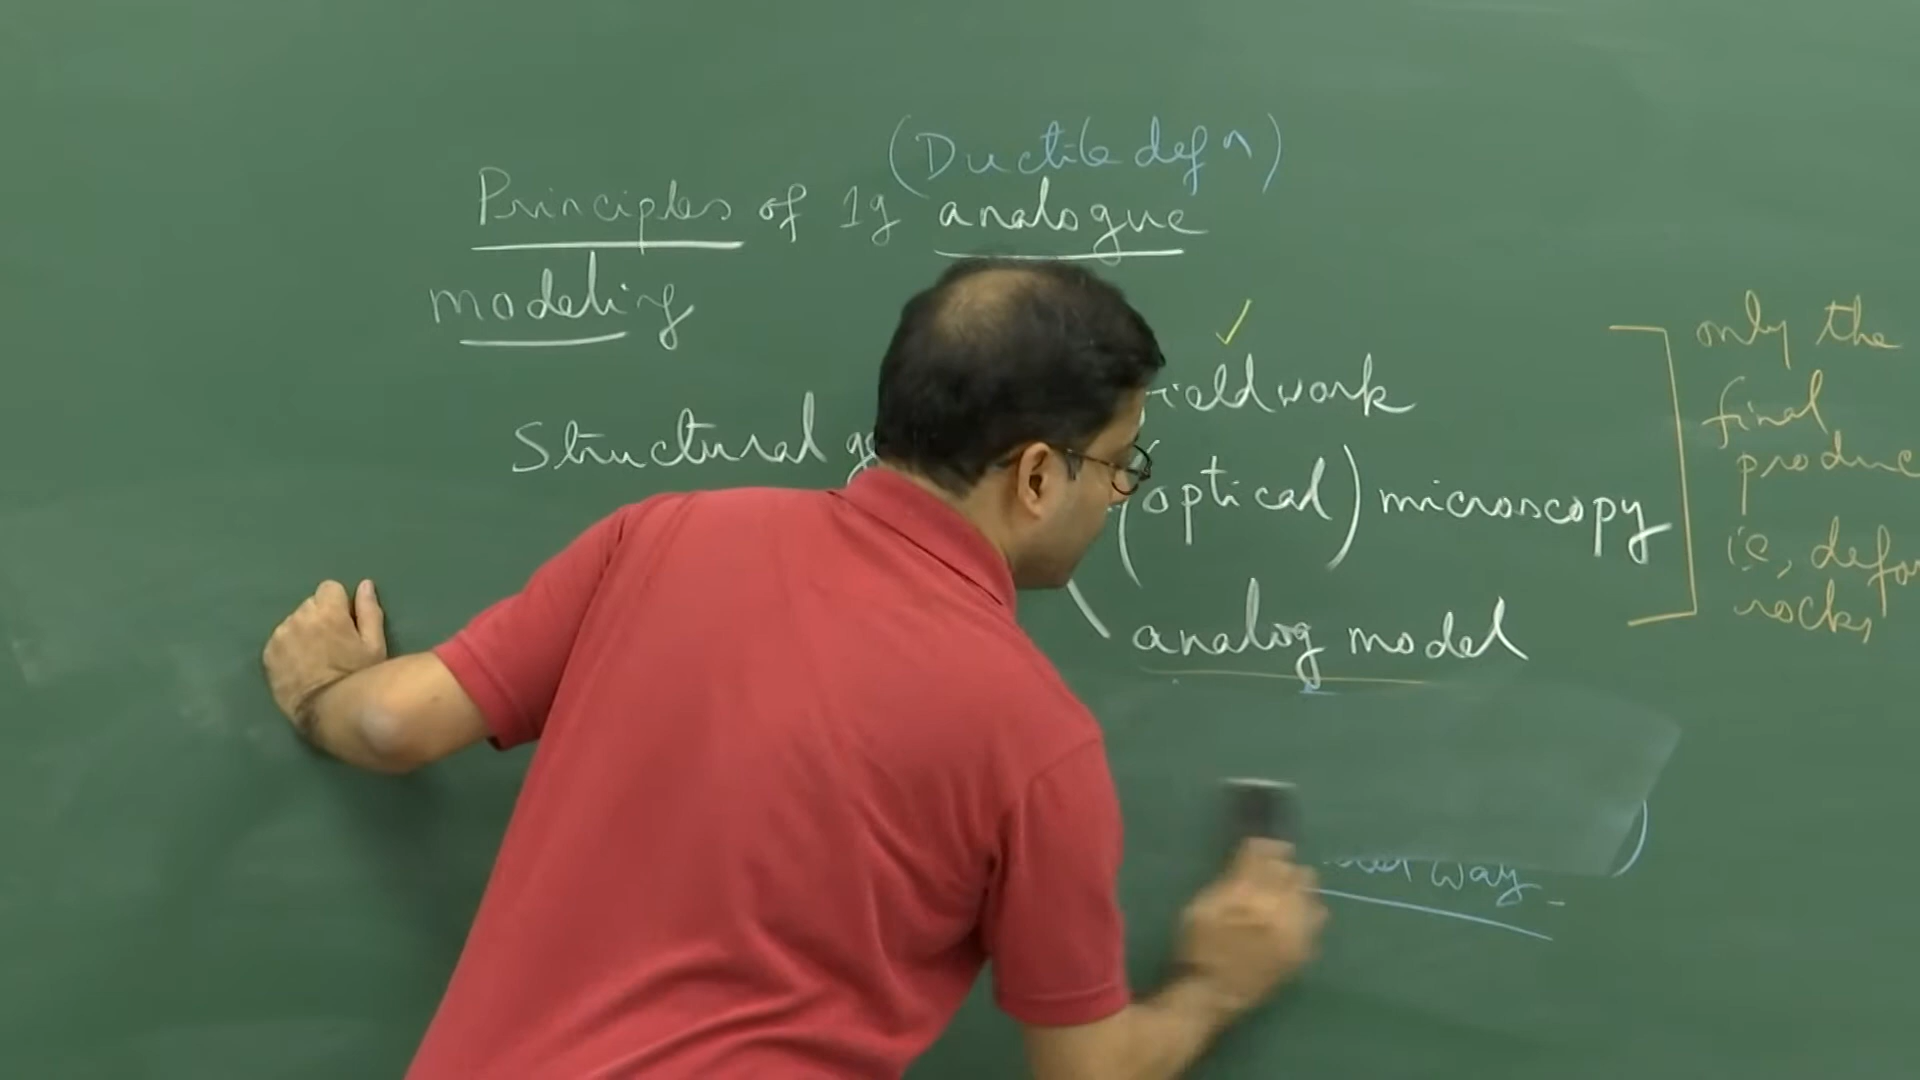 (Ductile defn)
Principles of 1g analogue
modeling
✓
Structural
fieldwork
(optical) microscopy
analog model
way
only the
final
produc
i.e, defor
rocks